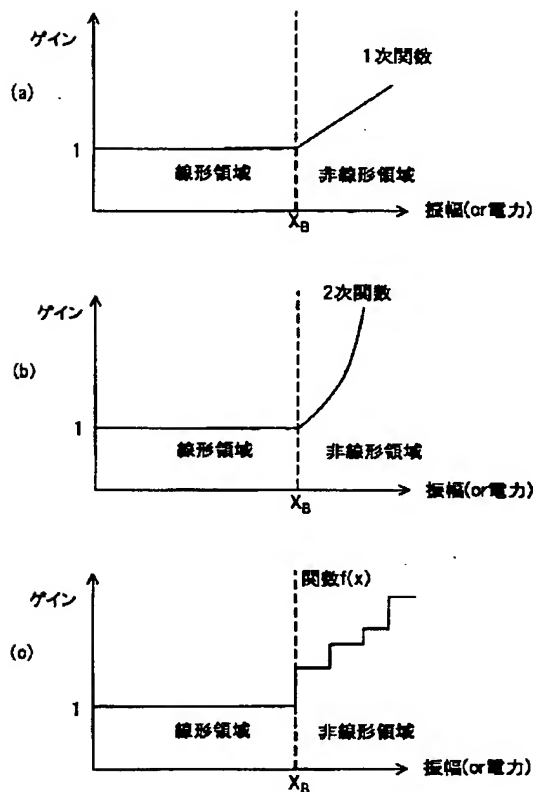 ゲイン
1次関数
(a)
1
線形領域
非線形領域
X_B
振幅(or電力)
ゲイン
2次関数
(b)
1
線形領域
非線形領域
X_B
振幅(or電力)
関数f(x)
ゲイン
(c)
1
線形領域
非線形領域
X_B
振幅(or電力)